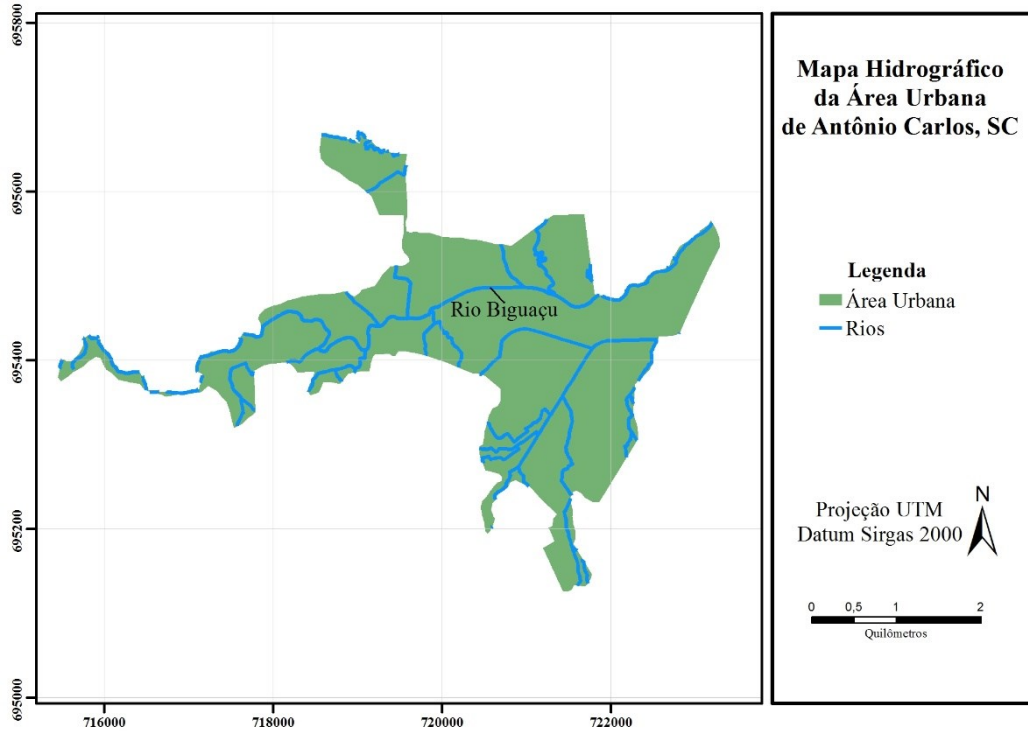 Mapa Hidrográfico
da Área Urbana
de Antônio Carlos, SC
695800
695600
695400
695200
695000
716000
718000
720000
722000
Rio Biguaçu
Legenda
Área Urbana
Rios
Projeção UTM
Datum Sirgas 2000
N
0 0,5 1 2
Quilômetros